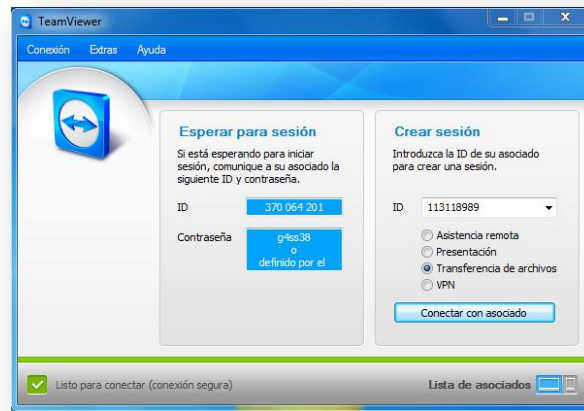 TeamViewer
Conexión Extras Ayuda
Esperar para sesión
Si está esperando para iniciar
sesión, comunique a su asociado la
siguiente ID y contraseña.
ID 370 064 201
Contraseña g4ss38
o
definido por el
Crear sesión
Introduzca la ID de su asociado
para crear una sesión.
ID 113118989
Asistencia remota
Presentación
Transferencia de archivos
VPN
Conectar con asociado
Listo para conectar (conexión segura)
Lista de asociados